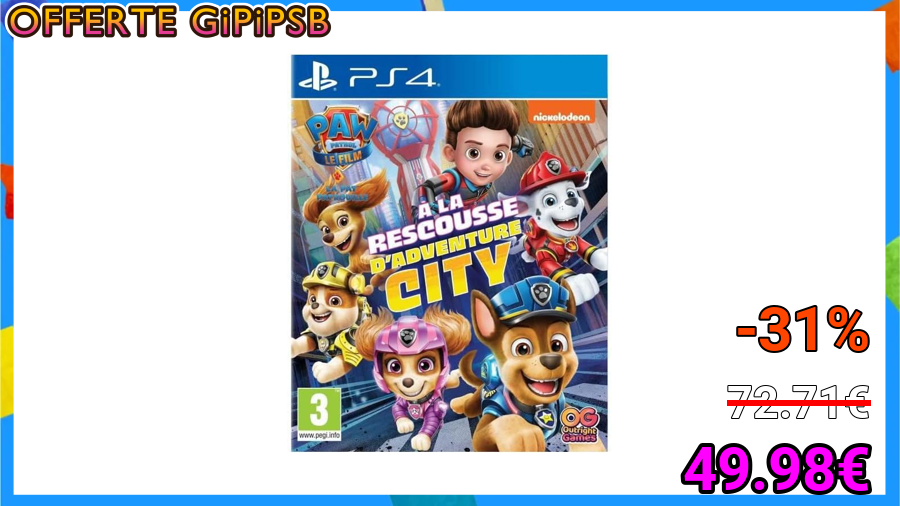 OFFERTE GiPiPSB
PS4
nickelodeon
PAW
PATROL
LE FILM
À LA
RESCOUSSE
D'ADVENTURE
CITY
3
www.pegi.info
OG
Outright
Games
-31%
72.71€
49.98€